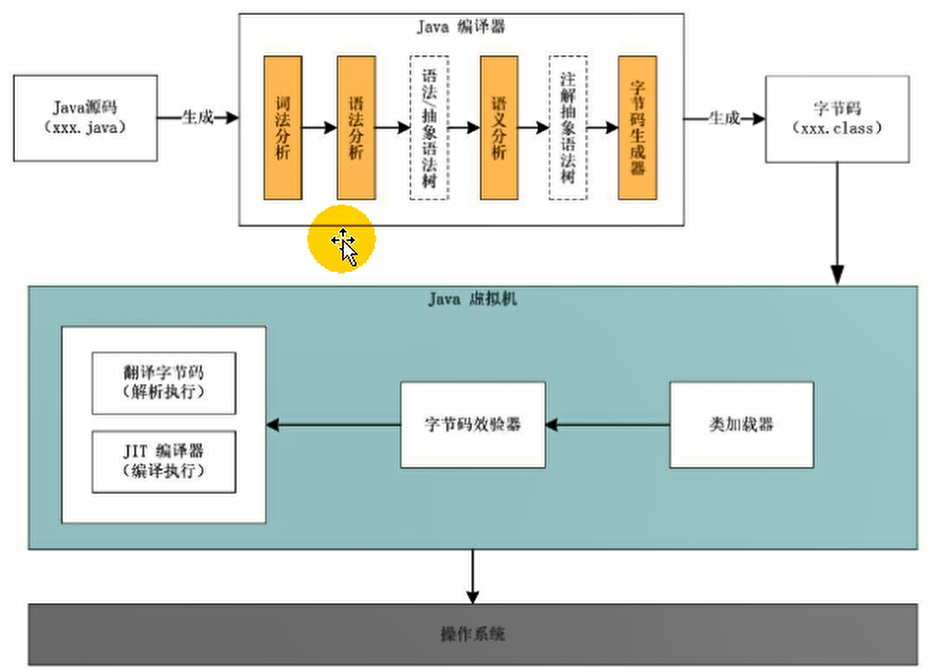 Java 编译器
Java源码
（xxx.java）
生成
词法分析
语法分析
语法/抽象语法树
语义分析
注解抽象语法树
字节码生成器
生成
字节码
（xxx.class）
Java 虚拟机
翻译字节码
（解析执行）
JIT 编译器
（编译执行）
字节码效验器
类加载器
操作系统